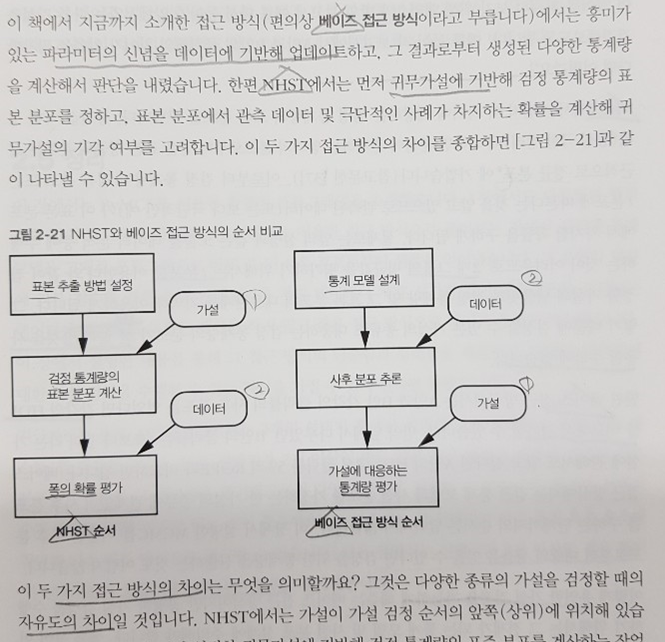 이 책에서 지금까지 소개한 접근 방식(편의상 베이즈 접근 방식이라고 부릅니다)에서는 흥미가
있는 파라미터의 신념을 데이터에 기반해 업데이트하고, 그 결과로부터 생성된 다양한 통계량
을 계산해서 판단을 내렸습니다. 한편 NHST에서는 먼저 귀무가설에 기반해 검정 통계량의 표
본 분포를 정하고, 표본 분포에서 관측 데이터 및 극단적인 사례가 차지하는 확률을 계산해 귀
무가설의 기각 여부를 고려합니다. 이 두 가지 접근 방식의 차이를 종합하면 [그림 2-21]과 같
이 나타낼 수 있습니다.
그림 2-21 NHST와 베이즈 접근 방식의 순서 비교
표본 추출 방법 설정
가설
1
검정 통계량의
표본 분포 계산
데이터
2
폭의 확률 평가
NHST 순서
통계 모델 설계
데이터
2
사후 분포 추론
가설
1
가설에 대응하는
통계량 평가
베이즈 접근 방식 순서
이 두 가지 접근 방식의 차이는 무엇을 의미할까요? 그것은 다양한 종류의 가설을 검정할 때의
자유도의 차이일 것입니다. NHST에서는 가설이 가설 검정 순서의 앞쪽(상위)에 위치해 있습